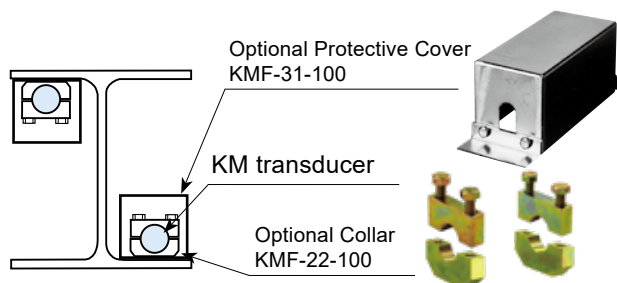 Optional Protective Cover
KMF-31-100
KM transducer
Optional Collar
KMF-22-100